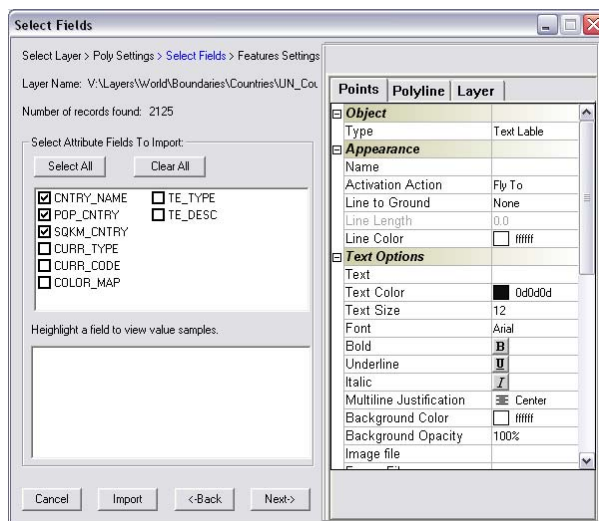 Select Fields
Select Layer > Poly Settings > Select Fields > Features Settings
Layer Name: V:\Layers\World\Boundaries\Countries\UN_Cou
Number of records found: 2125
Select Attribute Fields To Import:
Select All
Clear All
CNTRY_NAME
POP_CNTRY
SQKM_CNTRY
CURR_TYPE
CURR_CODE
COLOR_MAP
TE_TYPE
TE_DESC
Heighlight a field to view value samples.
Cancel
Import
<-Back
Next->
Points
Polyline
Layer
Object
Type Text Lable
Appearance
Name
Activation Action Fly To
Line to Ground None
Line Length 0.0
Line Color ffffff
Text Options
Text
Text Color 0d0d0d
Text Size 12
Font Arial
Bold B
Underline U
Italic I
Multiline Justification Center
Background Color ffffff
Background Opacity 100%
Image file